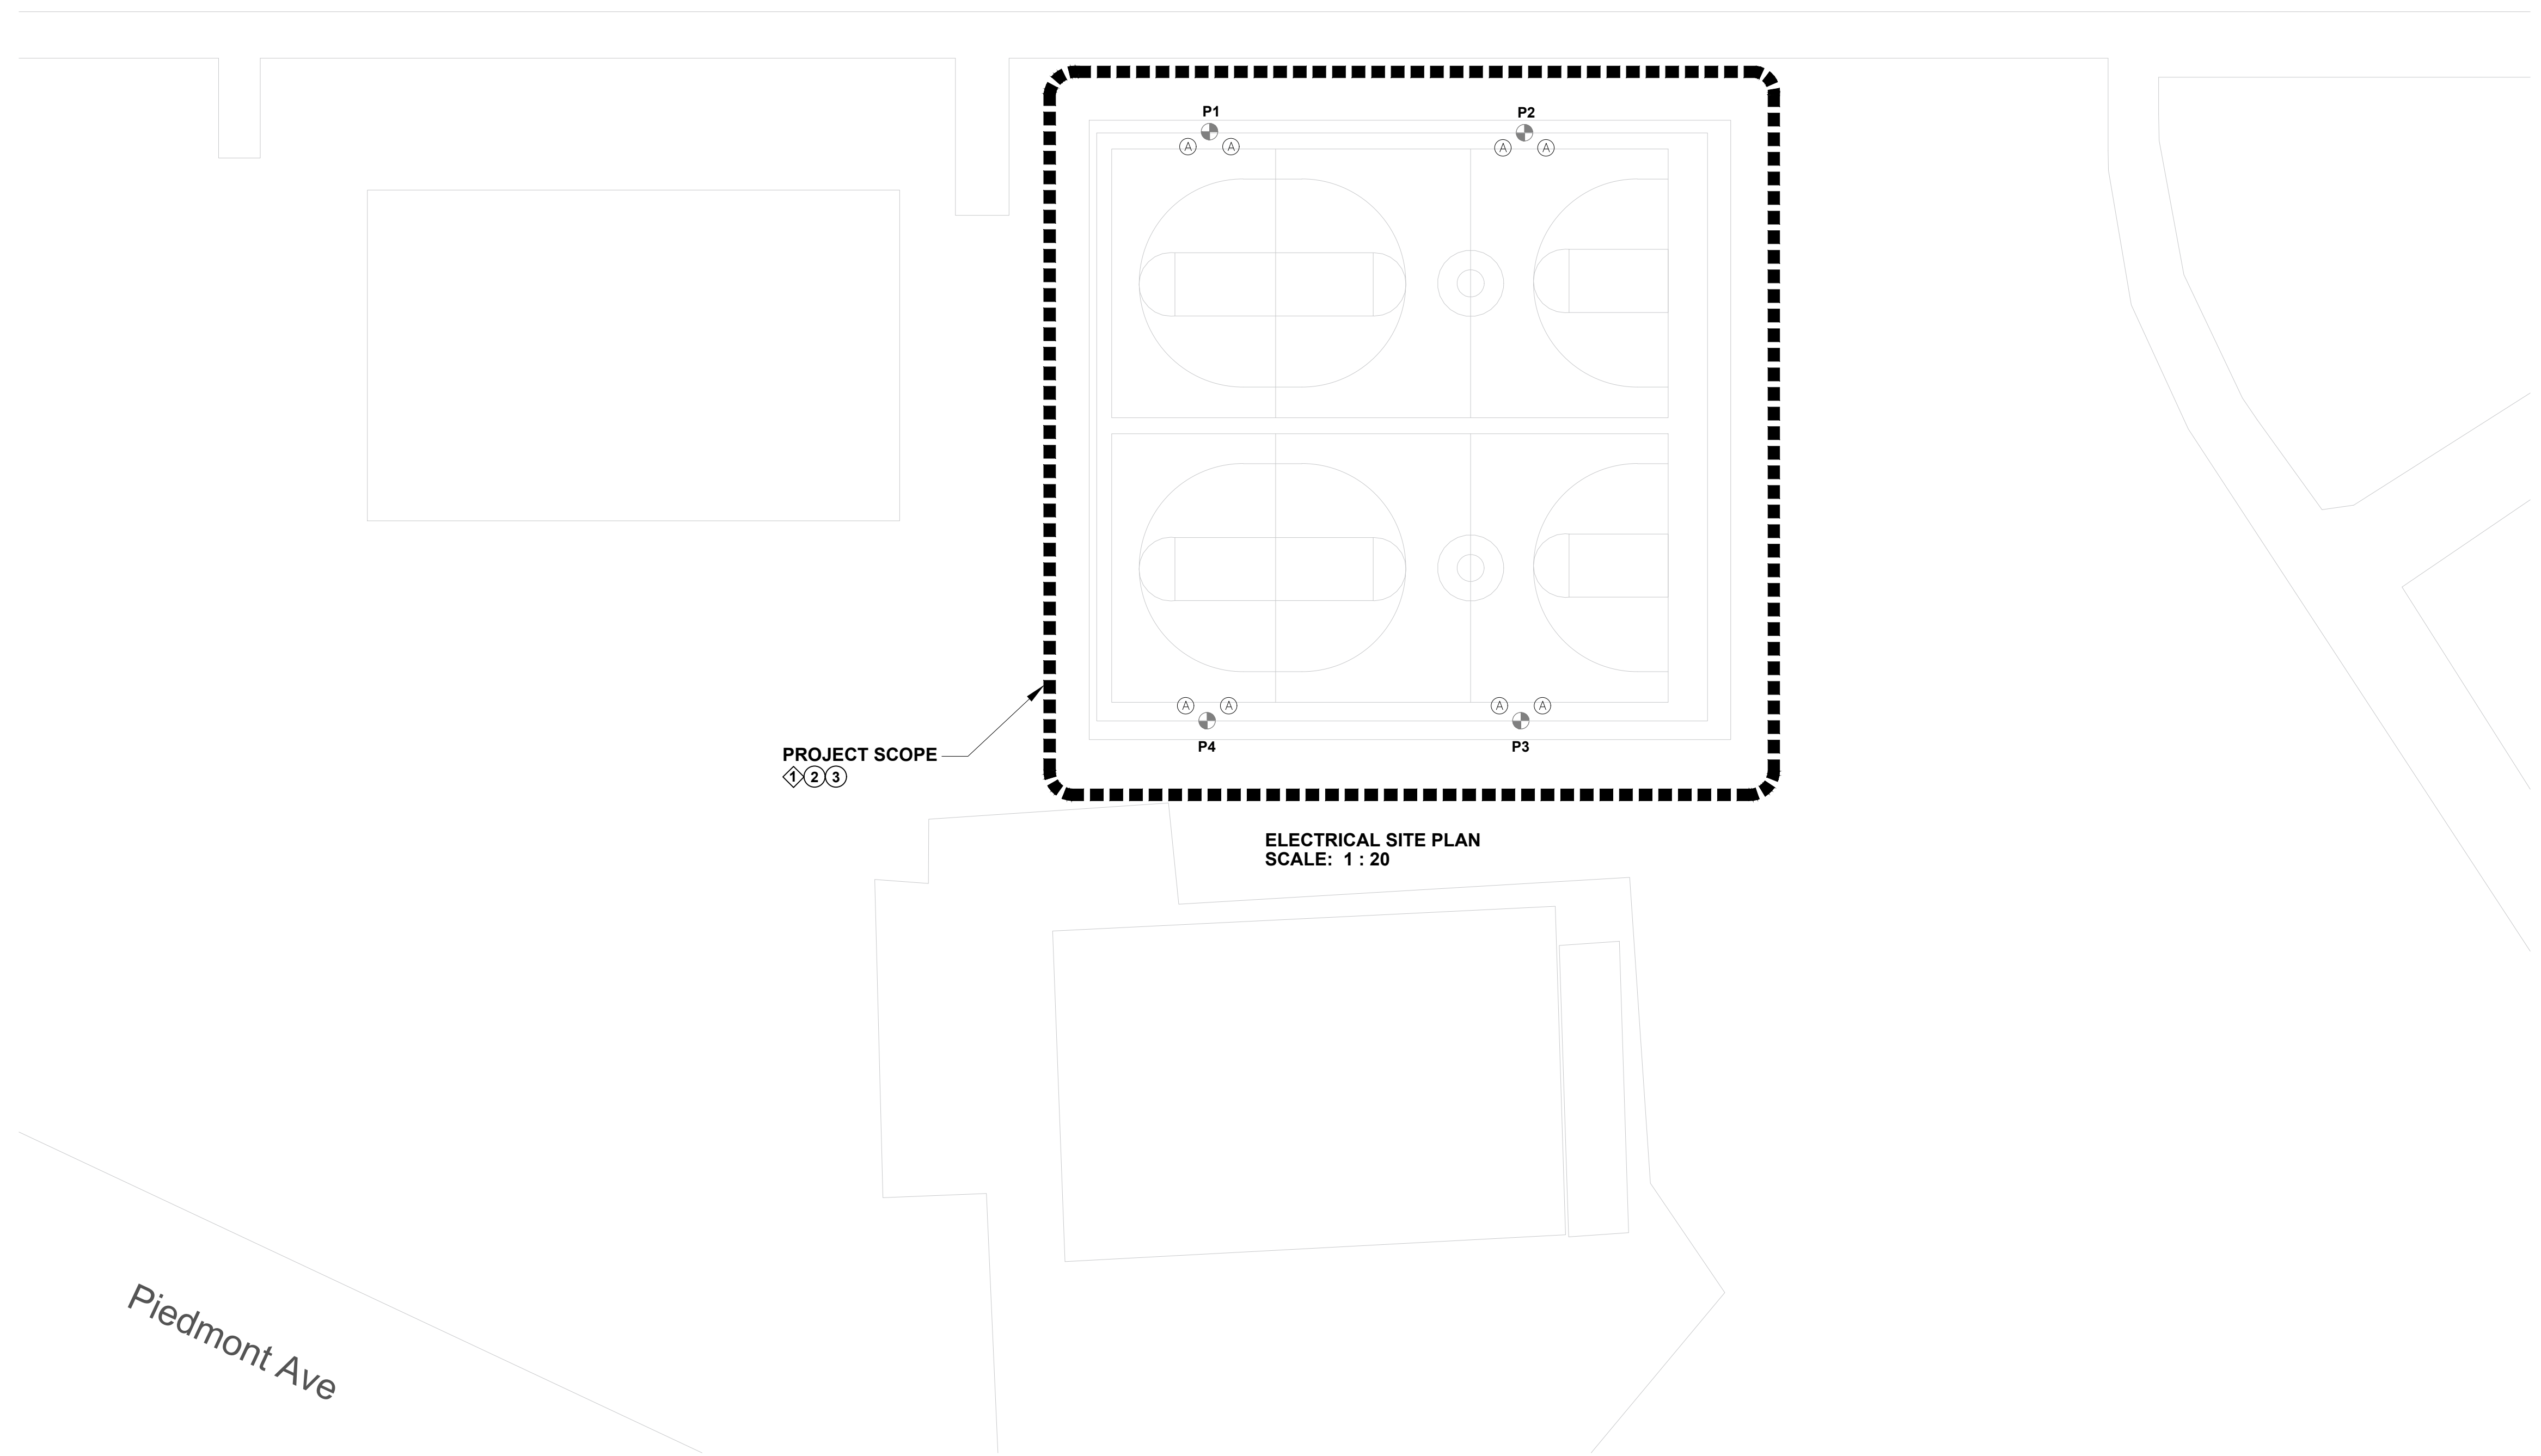 P1
P2
A A A A
A A A A
P4
P3
PROJECT SCOPE
1 2 3
ELECTRICAL SITE PLAN
SCALE: 1 : 20
Piedmont Ave